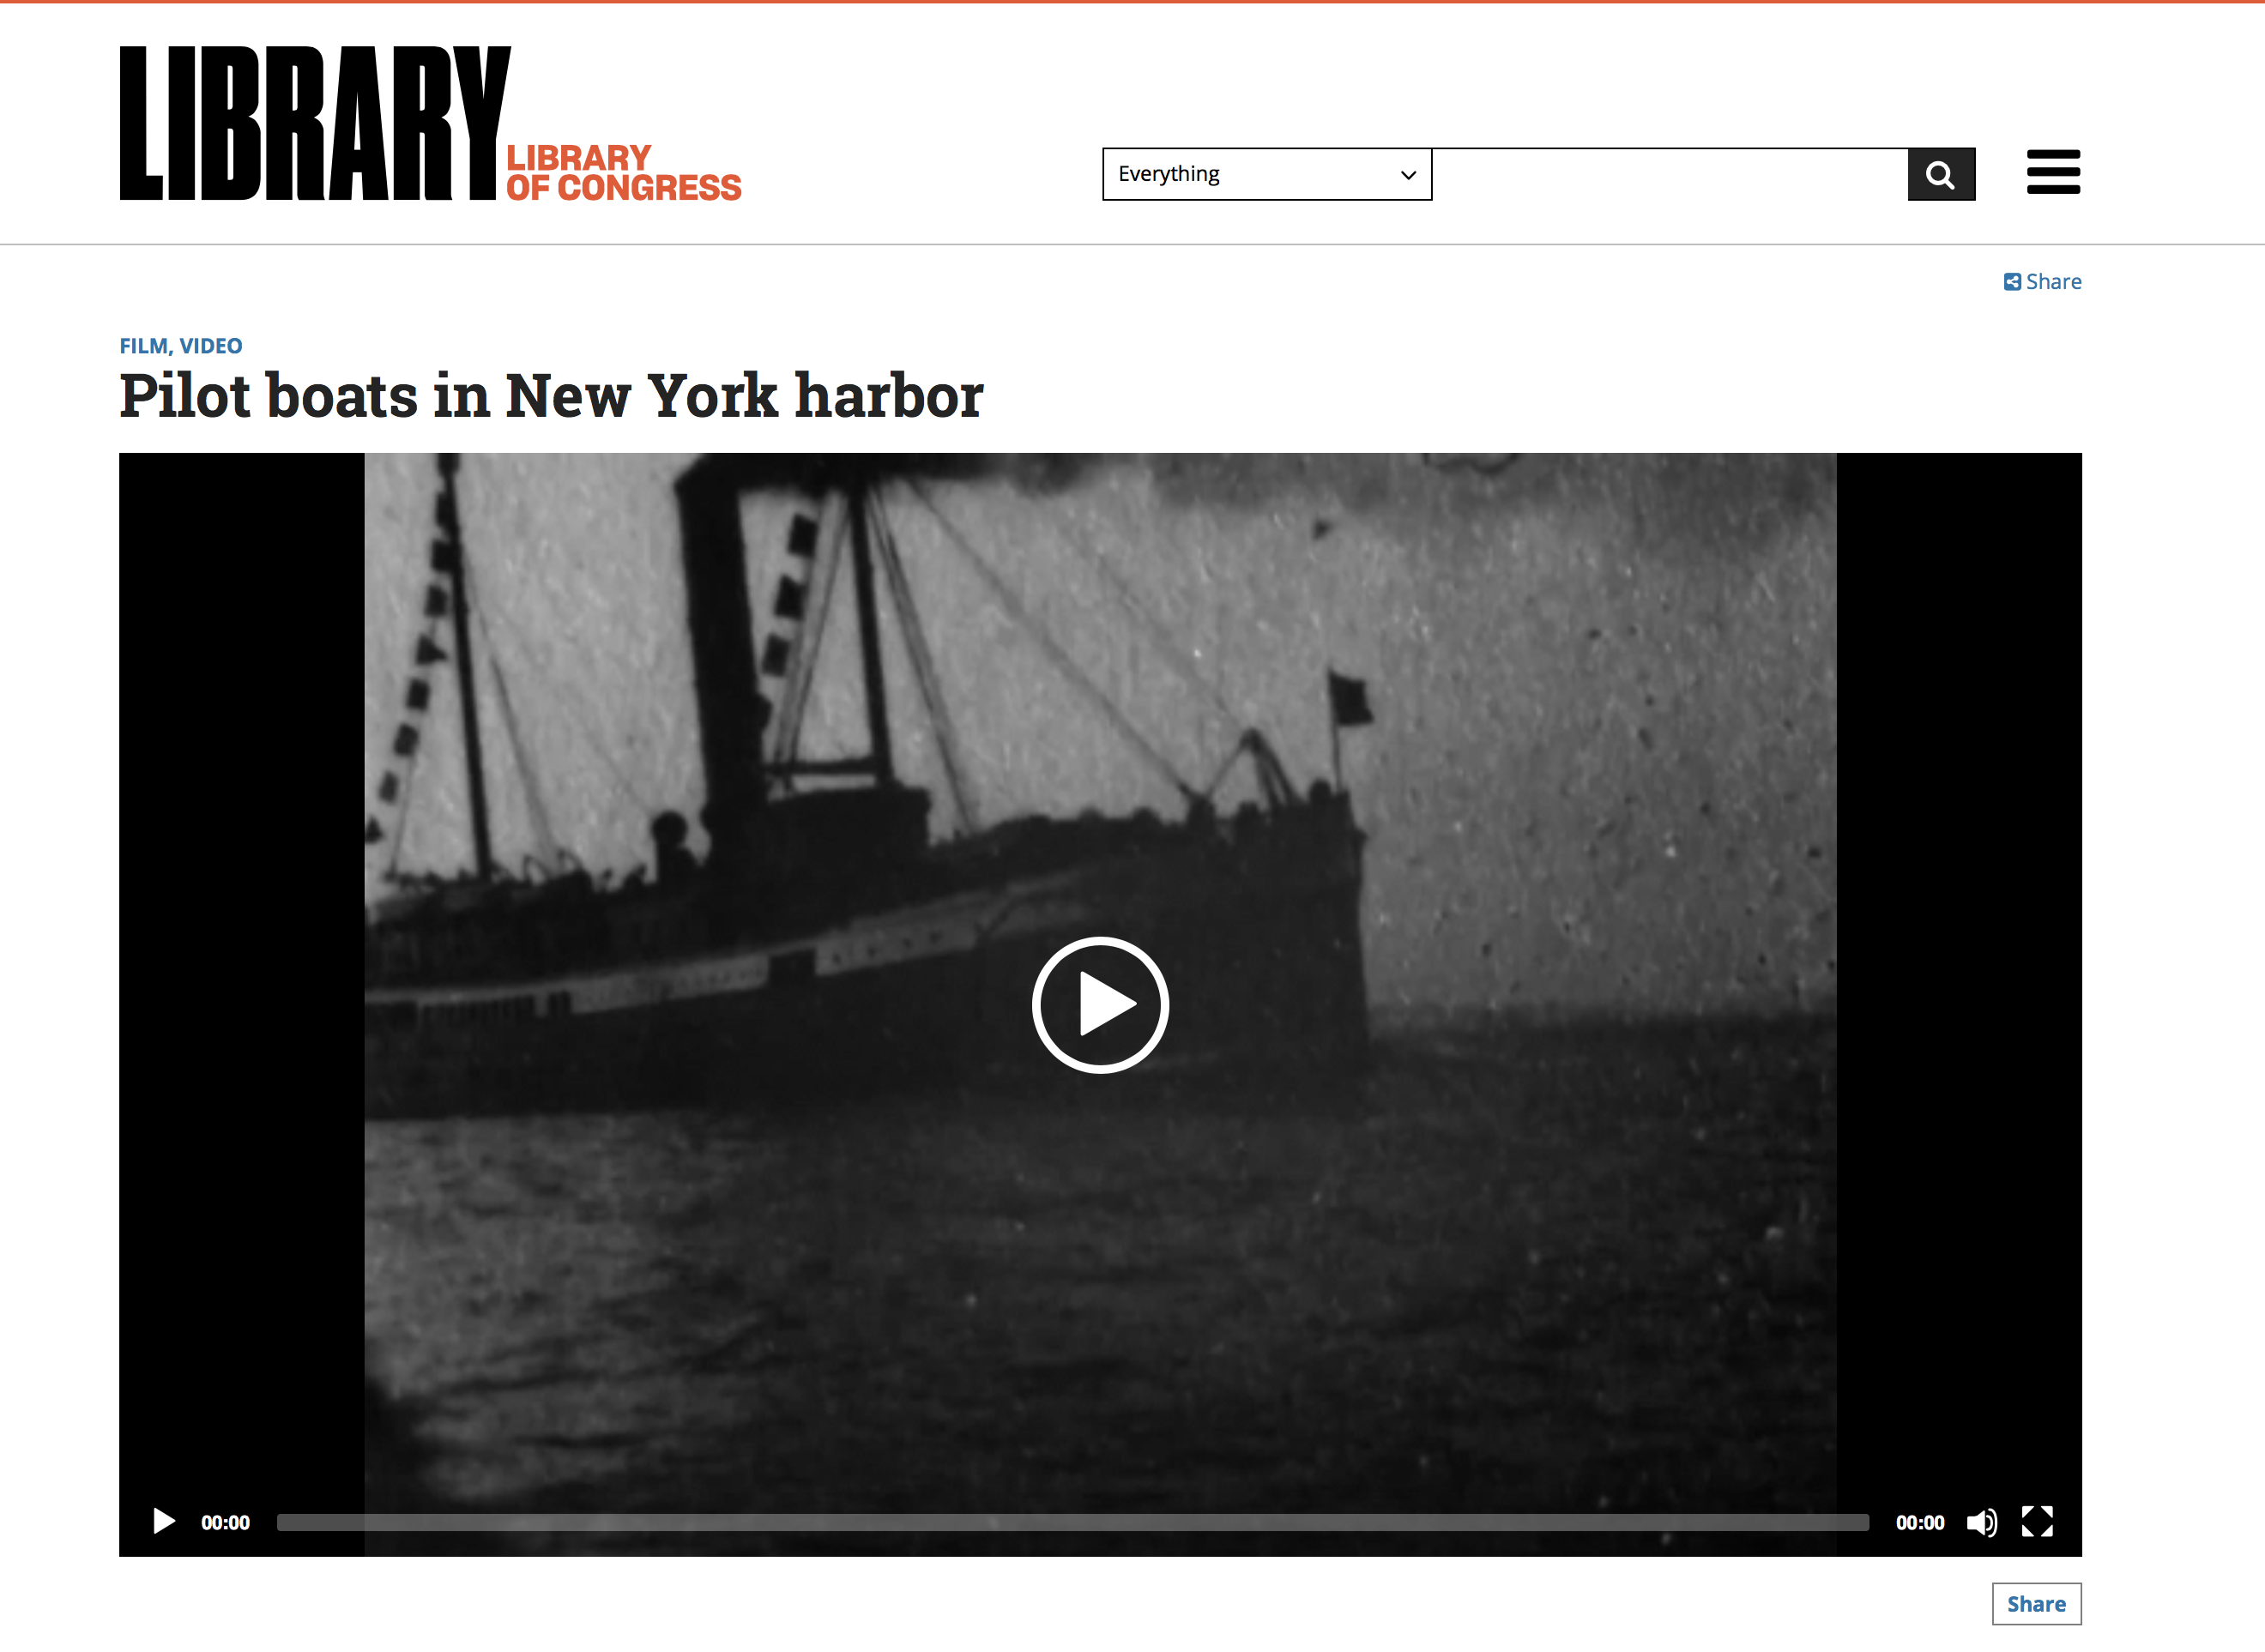 LIBRARY
LIBRARY
OF CONGRESS
Everything
Share
FILM, VIDEO
Pilot boats in New York harbor
00:00
00:00
Share